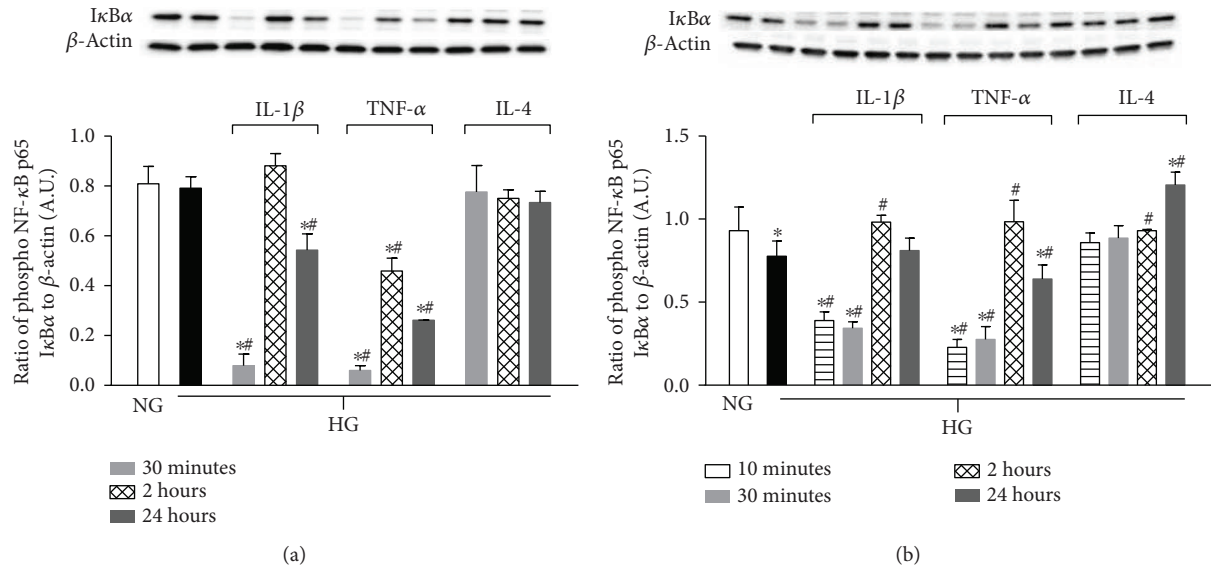 IκBα
β-Actin
IL-1β TNF-α IL-4
Ratio of phospho NF-κB p65
IκBα to β-actin (A.U.)
1.0
0.8
0.6
0.4
0.2
0.0
*#
*#
*#
*#
*#
NG
HG
30 minutes
2 hours
24 hours
(a)
IκBα
β-Actin
IL-1β TNF-α IL-4
Ratio of phospho NF-κB p65
IκBα to β-actin (A.U.)
1.5
1.0
0.5
0.0
*
*#
*#
#
*#
*#
#
*#
#
*#
NG
HG
10 minutes 2 hours
30 minutes 24 hours
(b)